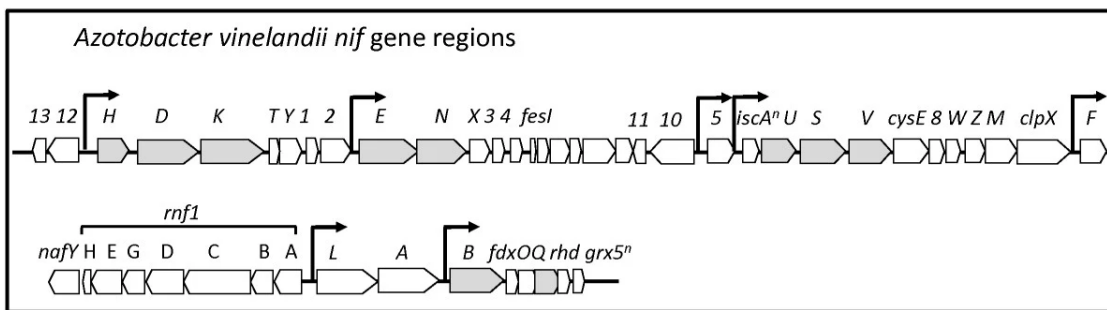 Azotobacter vinelandii nif gene regions
13 12 H D K T Y 1 2 E N X 3 4 fesI 11 10 5 iscAⁿ U S V cysE 8 W Z M clpX F
rnf1
nafY H E G D C B A L A B fdxOQ rhd grx5ⁿ